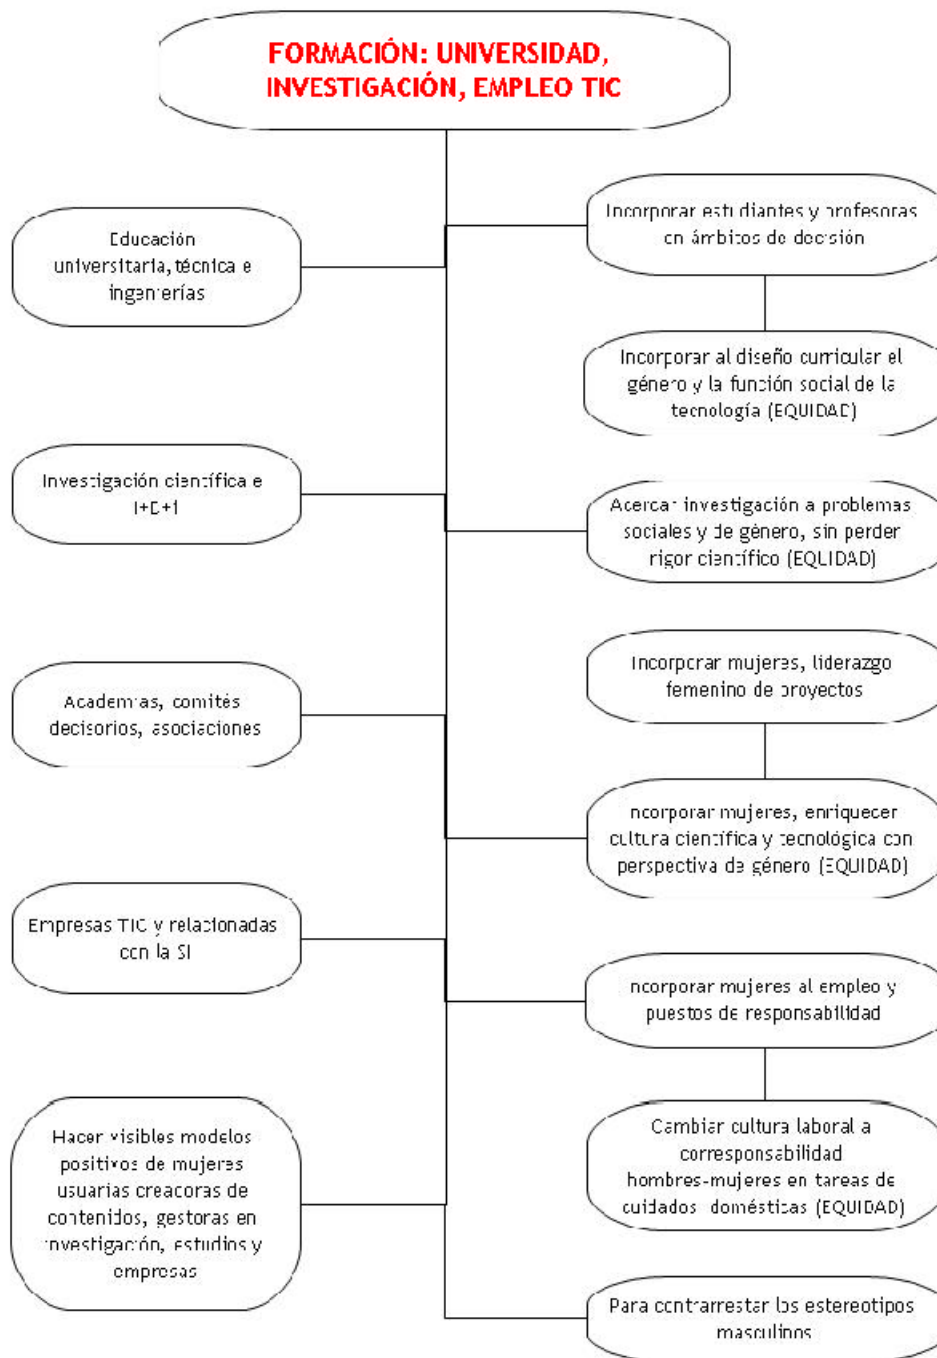 FORMACIÓN: UNIVERSIDAD,
INVESTIGACIÓN, EMPLEO TIC
Educación
universitaria, técnica e
ingenierías
Incorporar estudiantes y profesoras
en ámbitos de decisión
Incorporar al diseño curricular el
género y la función social de la
tecnología (EQUIDAD)
Investigación científica e
I+D+i
Acercar investigación a problemas
sociales y de género, sin perder
rigor científico (EQUIDAD)
Academias, comités
decisorios, asociaciones
Incorporar mujeres, liderazgo
femenino de proyectos
ncorporar mujeres, enriquecer
cultura científica y tecnológica con
perspectiva de género (EQUIDAD)
Empresas TIC y relacionadas
con la SI
ncorporar mujeres al empleo y
puestos de responsabilidad
Hacer visibles modelos
positivos de mujeres
usuarias creadoras de
contenidos, gestoras en
investigación, estudios y
empresas
Cambiar cultura laboral a
corresponsabilidad
hombres-mujeres en tareas de
cuidados domésticas (EQUIDAD)
Para contrarrestar los estereotipos
masculinos